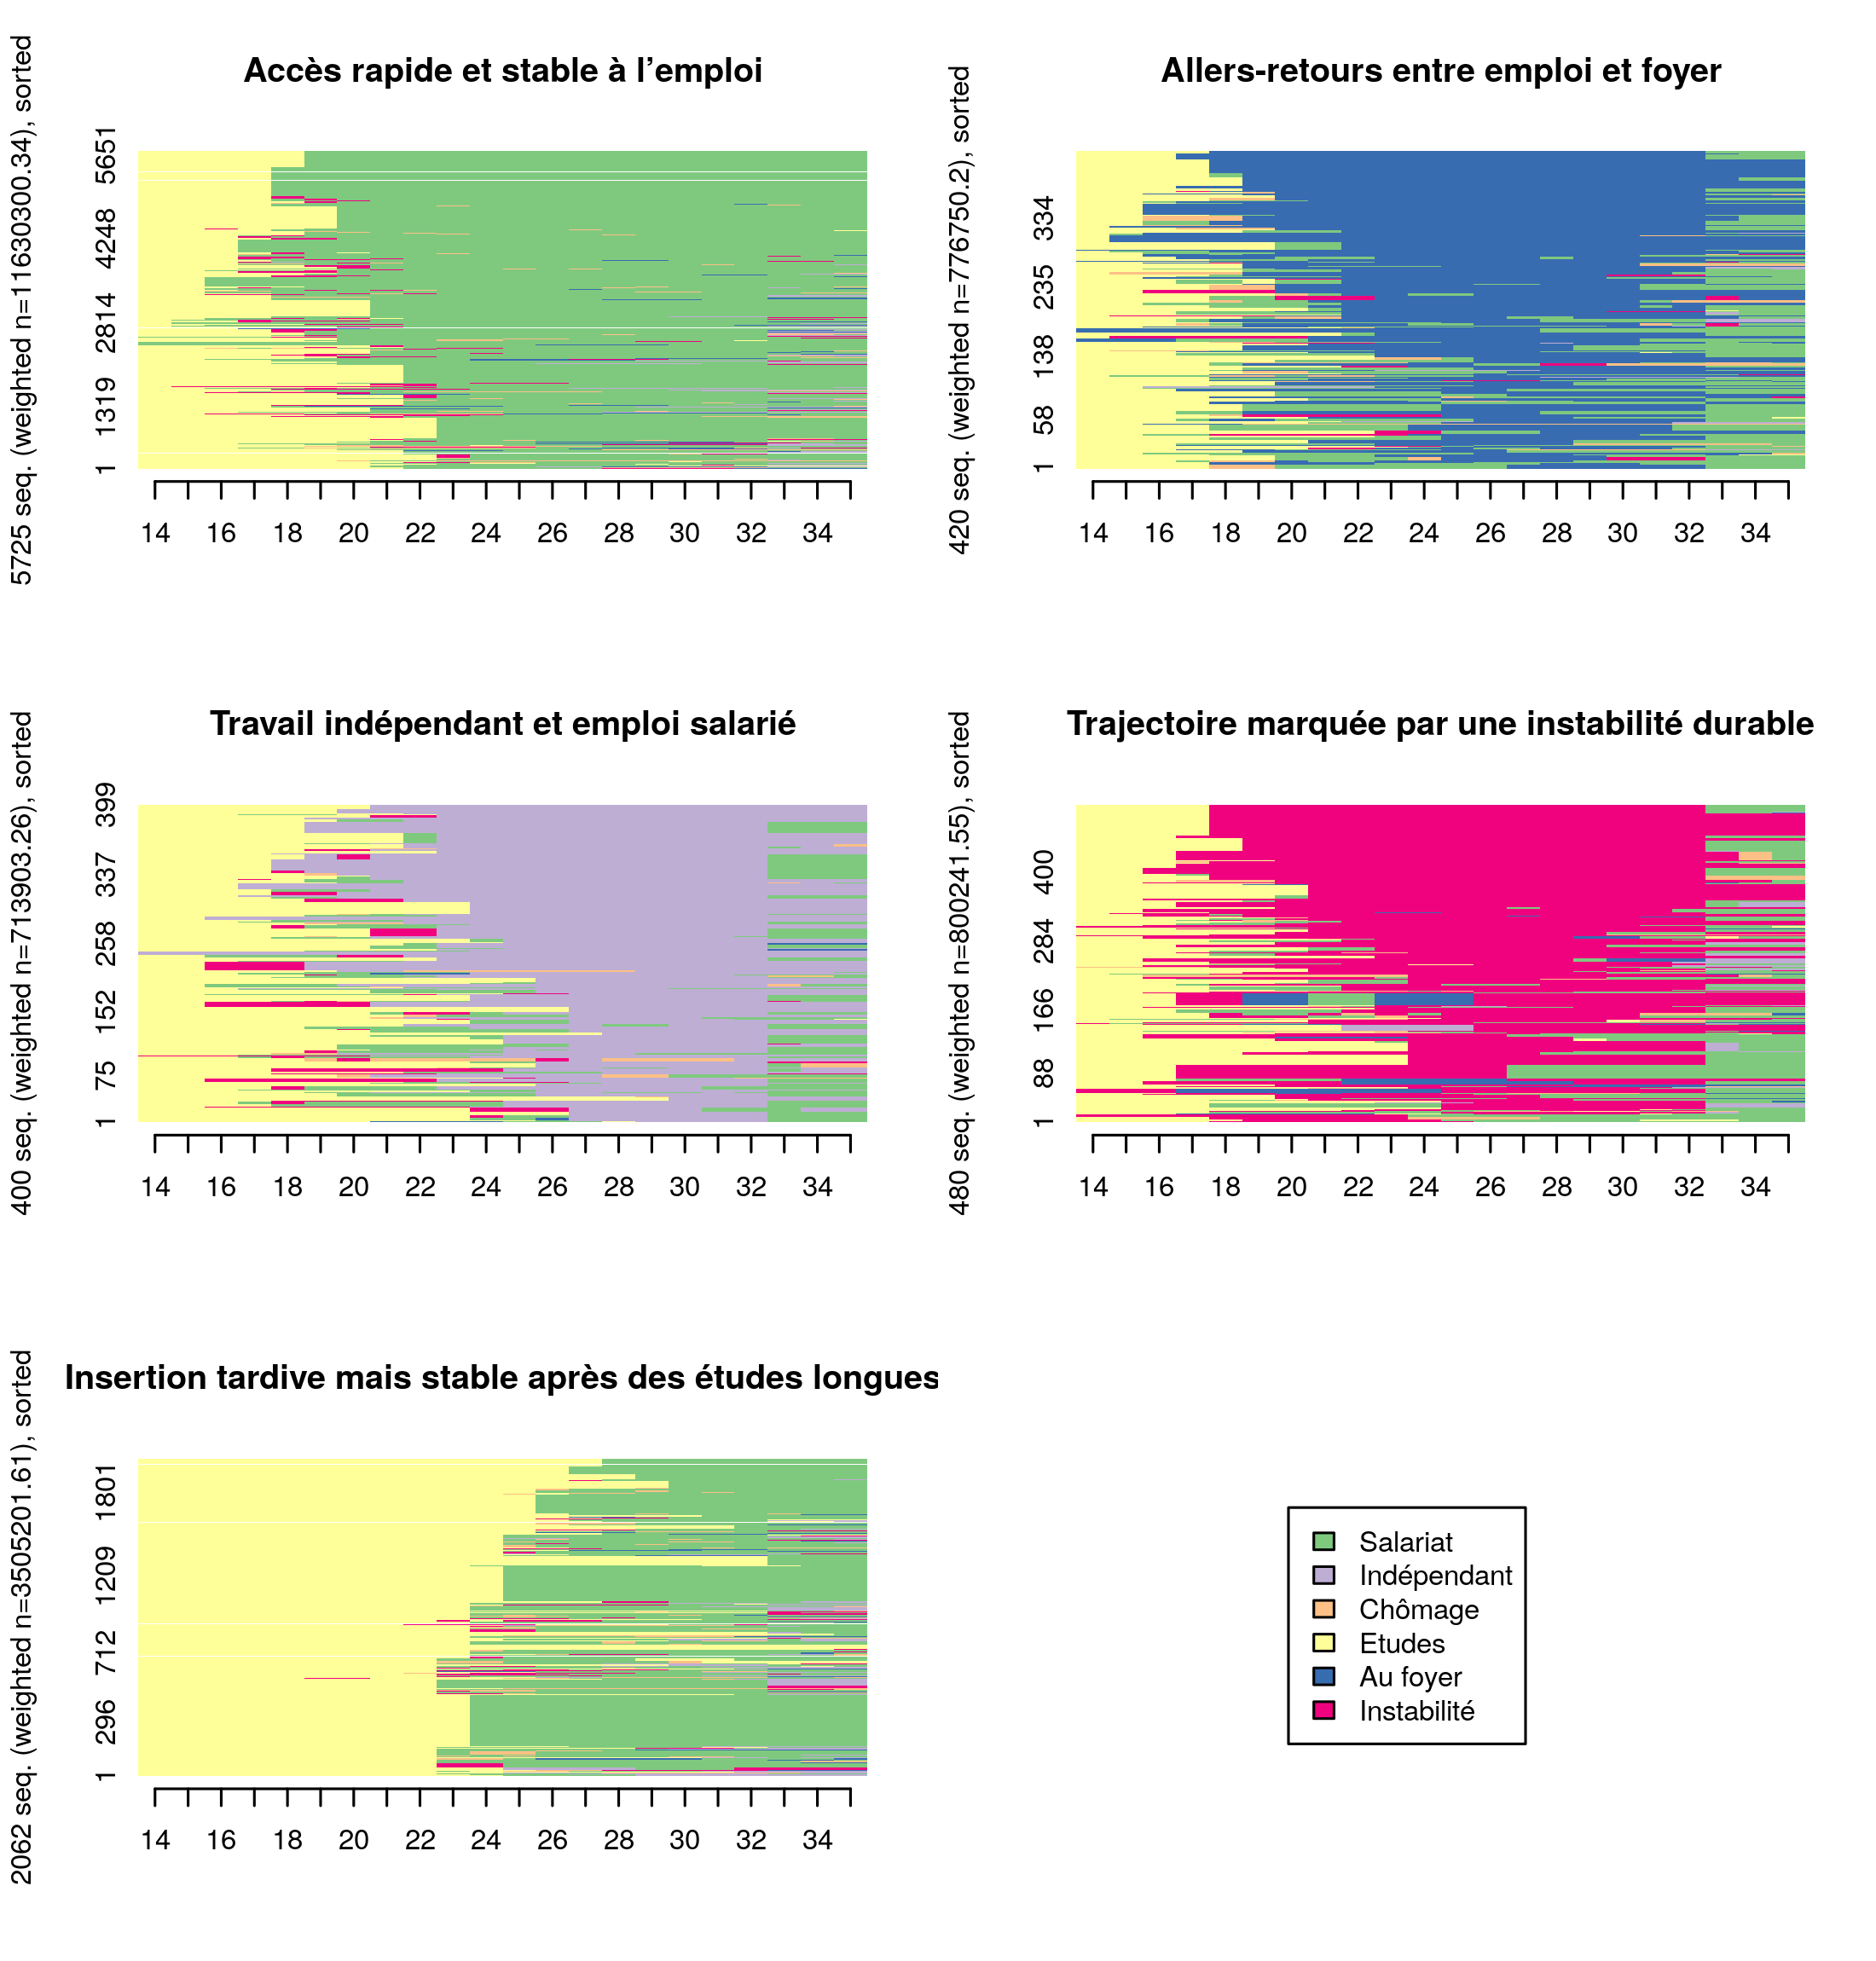 Accès rapide et stable à l’emploi
5725 seq. (weighted n=11630300.34), sorted
5651
4248
2814
1319
1
14 16 18 20 22 24 26 28 30 32 34
Allers-retours entre emploi et foyer
420 seq. (weighted n=776750.2), sorted
334
235
138
58
1
14 16 18 20 22 24 26 28 30 32 34
Travail indépendant et emploi salarié
400 seq. (weighted n=713903.26), sorted
399
337
258
152
75
1
14 16 18 20 22 24 26 28 30 32 34
Trajectoire marquée par une instabilité durable
480 seq. (weighted n=800241.55), sorted
400
284
166
88
1
14 16 18 20 22 24 26 28 30 32 34
Insertion tardive mais stable après des études longues
2062 seq. (weighted n=3505201.61), sorted
1801
1209
712
296
1
14 16 18 20 22 24 26 28 30 32 34
Salariat
Indépendant
Chômage
Etudes
Au foyer
Instabilité